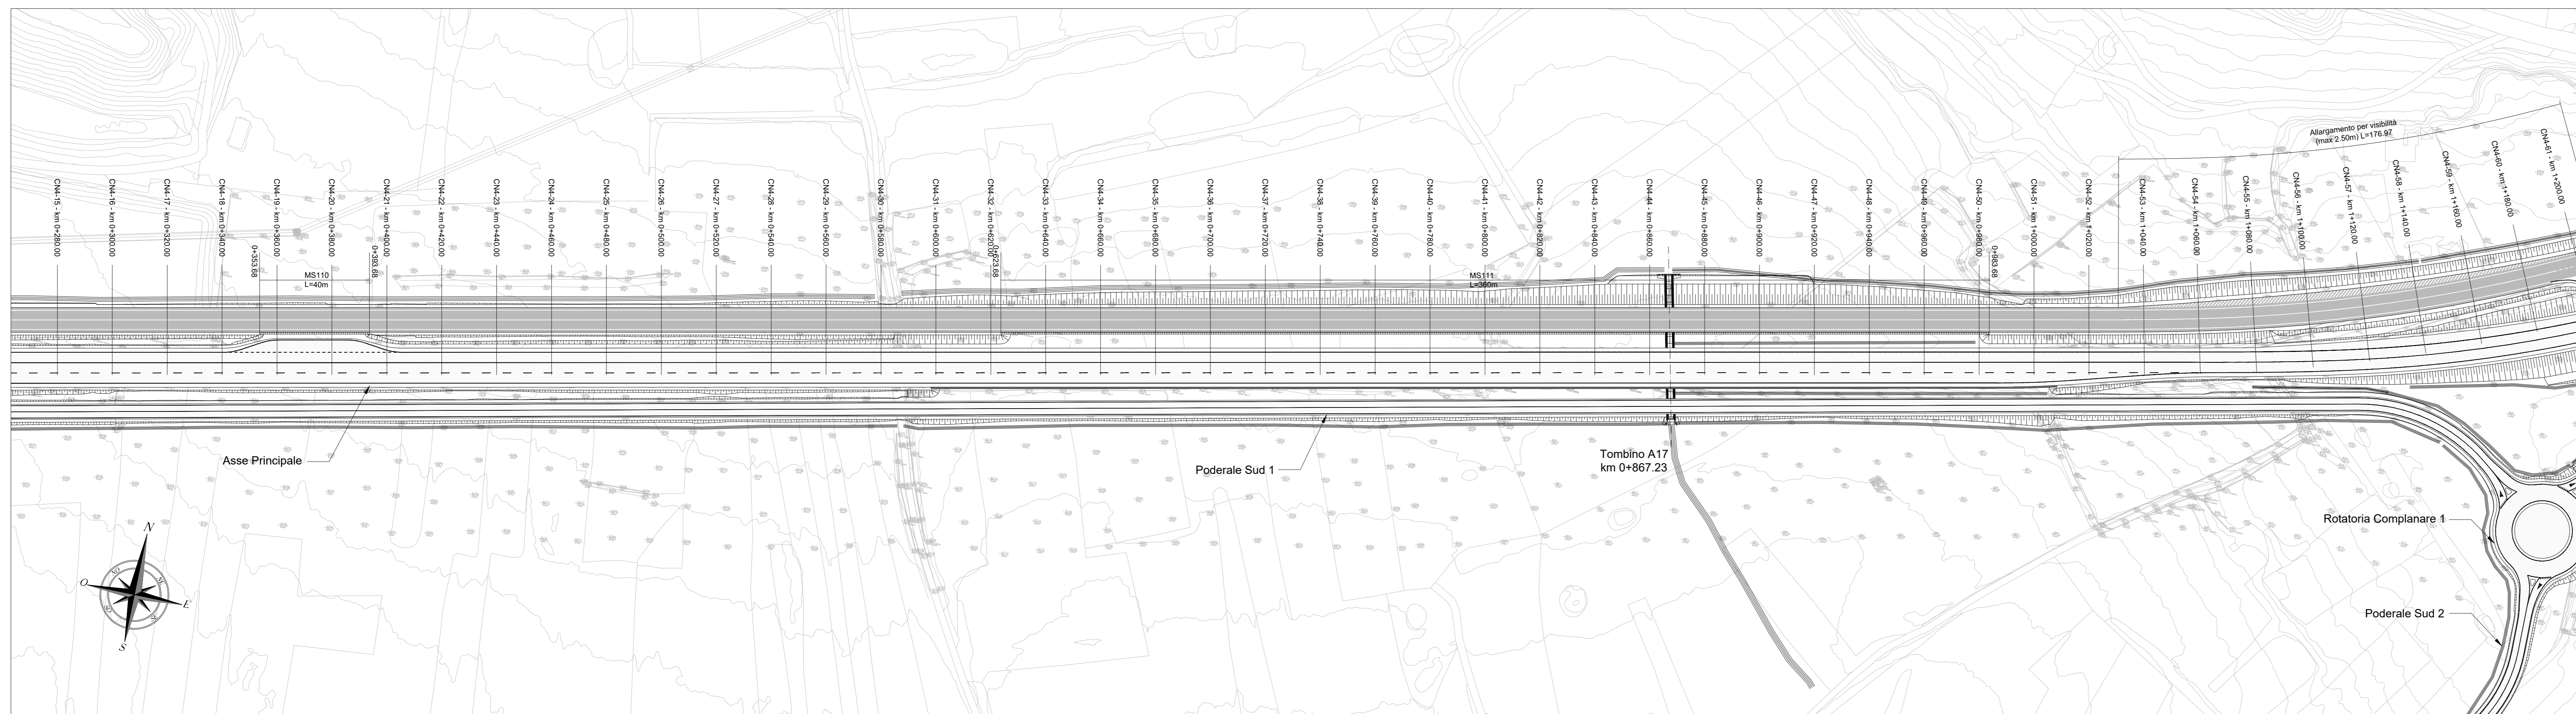 Allargamento per visibilità
(max 2.50m) L=176.97
CN4-15 - km 0+280.00
CN4-16 - km 0+300.00
CN4-17 - km 0+320.00
CN4-18 - km 0+340.00
CN4-19 - km 0+360.00
CN4-20 - km 0+380.00
CN4-21 - km 0+400.00
CN4-22 - km 0+420.00
CN4-23 - km 0+440.00
CN4-24 - km 0+460.00
CN4-25 - km 0+480.00
CN4-26 - km 0+500.00
CN4-27 - km 0+520.00
CN4-28 - km 0+540.00
CN4-29 - km 0+560.00
CN4-30 - km 0+580.00
CN4-31 - km 0+600.00
CN4-32 - km 0+620.00
CN4-33 - km 0+640.00
CN4-34 - km 0+660.00
CN4-35 - km 0+680.00
CN4-36 - km 0+700.00
CN4-37 - km 0+720.00
CN4-38 - km 0+740.00
CN4-39 - km 0+760.00
CN4-40 - km 0+780.00
CN4-41 - km 0+800.00
CN4-42 - km 0+820.00
CN4-43 - km 0+840.00
CN4-44 - km 0+860.00
CN4-45 - km 0+880.00
CN4-46 - km 0+900.00
CN4-47 - km 0+920.00
CN4-48 - km 0+940.00
CN4-49 - km 0+960.00
CN4-50 - km 0+980.00
CN4-51 - km 1+000.00
CN4-52 - km 1+020.00
CN4-53 - km 1+040.00
CN4-54 - km 1+060.00
CN4-55 - km 1+080.00
CN4-56 - km 1+100.00
CN4-57 - km 1+120.00
CN4-58 - km 1+140.00
CN4-59 - km 1+160.00
CN4-60 - km 1+180.00
CN4-61 - km 1+200.00
0+353.68
0+393.68
0+623.68
0+983.68
MS110
L=40m
MS111
L=360m
Asse Principale
Poderale Sud 1
Tombino A17
km 0+867.23
Rotatoria Complanare 1
Poderale Sud 2
N
NO
O
E
SO
S